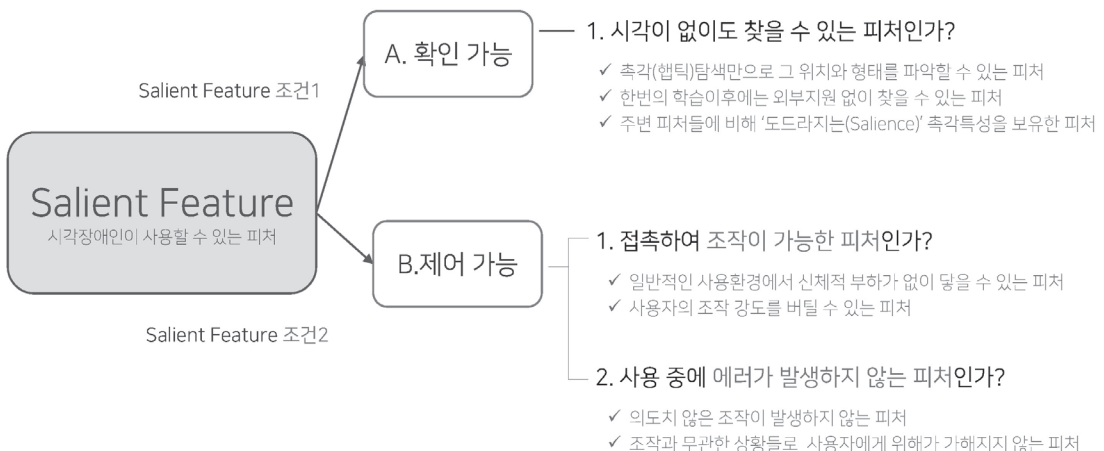 Salient Feature 조건1
Salient Feature
시각장애인이 사용할 수 있는 피처
Salient Feature 조건2
A. 확인 가능
1. 시각이 없이도 찾을 수 있는 피처인가?
✓ 촉각(햅틱)탐색만으로 그 위치와 형태를 파악할 수 있는 피처
✓ 한번의 학습이후에는 외부지원 없이 찾을 수 있는 피처
✓ 주변 피처들에 비해 '도드라지는(Salience)' 촉각특성을 보유한 피처
B.제어 가능
1. 접촉하여 조작이 가능한 피처인가?
✓ 일반적인 사용환경에서 신체적 부하가 없이 닿을 수 있는 피처
✓ 사용자의 조작 강도를 버틸 수 있는 피처
2. 사용 중에 에러가 발생하지 않는 피처인가?
✓ 의도치 않은 조작이 발생하지 않는 피처
✓ 조작과 무관한 상황들로 사용자에게 위해가 가해지지 않는 피처